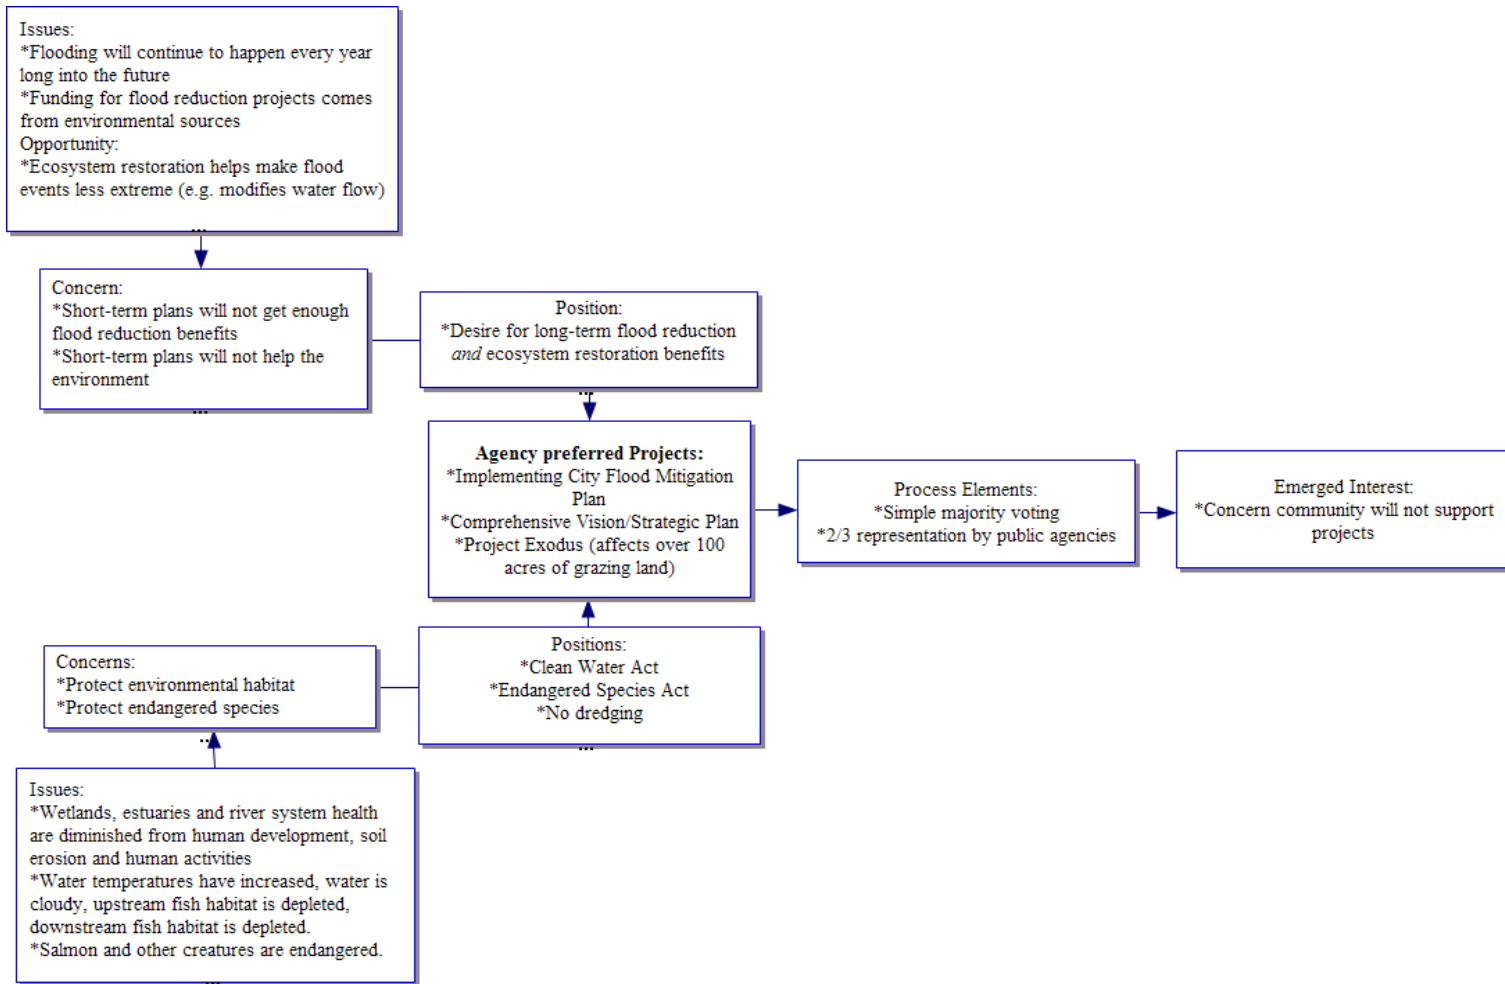 Issues:
*Flooding will continue to happen every year
long into the future
*Funding for flood reduction projects comes
from environmental sources
Opportunity:
*Ecosystem restoration helps make flood
events less extreme (e.g. modifies water flow)
...
Concern:
*Short-term plans will not get enough
flood reduction benefits
*Short-term plans will not help the
environment
...
Position:
*Desire for long-term flood reduction
and ecosystem restoration benefits
...
Agency preferred Projects:
*Implementing City Flood Mitigation
Plan
*Comprehensive Vision/Strategic Plan
*Project Exodus (affects over 100
acres of grazing land)
Process Elements:
*Simple majority voting
*2/3 representation by public agencies
Emerged Interest:
*Concern community will not support
projects
Concerns:
*Protect environmental habitat
*Protect endangered species
...
Positions:
*Clean Water Act
*Endangered Species Act
*No dredging
...
Issues:
*Wetlands, estuaries and river system health
are diminished from human development, soil
erosion and human activities
*Water temperatures have increased, water is
cloudy, upstream fish habitat is depleted,
downstream fish habitat is depleted.
*Salmon and other creatures are endangered.
...